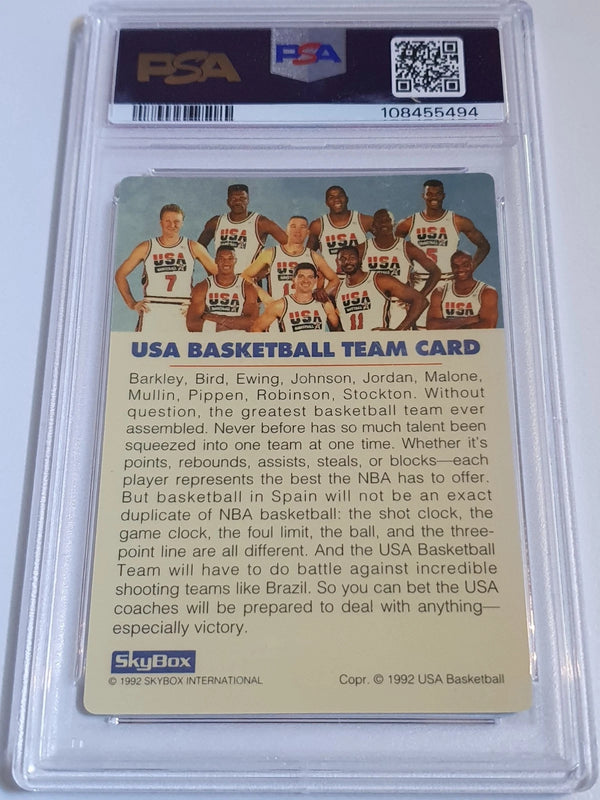 PSA PSA
108455494
USA USA USA USA USA
7 5
USA USA USA USA
11
USA BASKETBALL TEAM CARD
Barkley, Bird, Ewing, Johnson, Jordan, Malone,
Mullin, Pippen, Robinson, Stockton. Without
question, the greatest basketball team ever
assembled. Never before has so much talent been
squeezed into one team at one time. Whether it's
points, rebounds, assists, steals, or blocks—each
player represents the best the NBA has to offer.
But basketball in Spain will not be an exact
duplicate of NBA basketball: the shot clock, the
game clock, the foul limit, the ball, and the three-
point line are all different. And the USA Basketball
Team will have to do battle against incredible
shooting teams like Brazil. So you can bet the USA
coaches will be prepared to deal with anything—
especially victory.
SkyBox
© 1992 SKYBOX INTERNATIONAL Copr. © 1992 USA Basketball